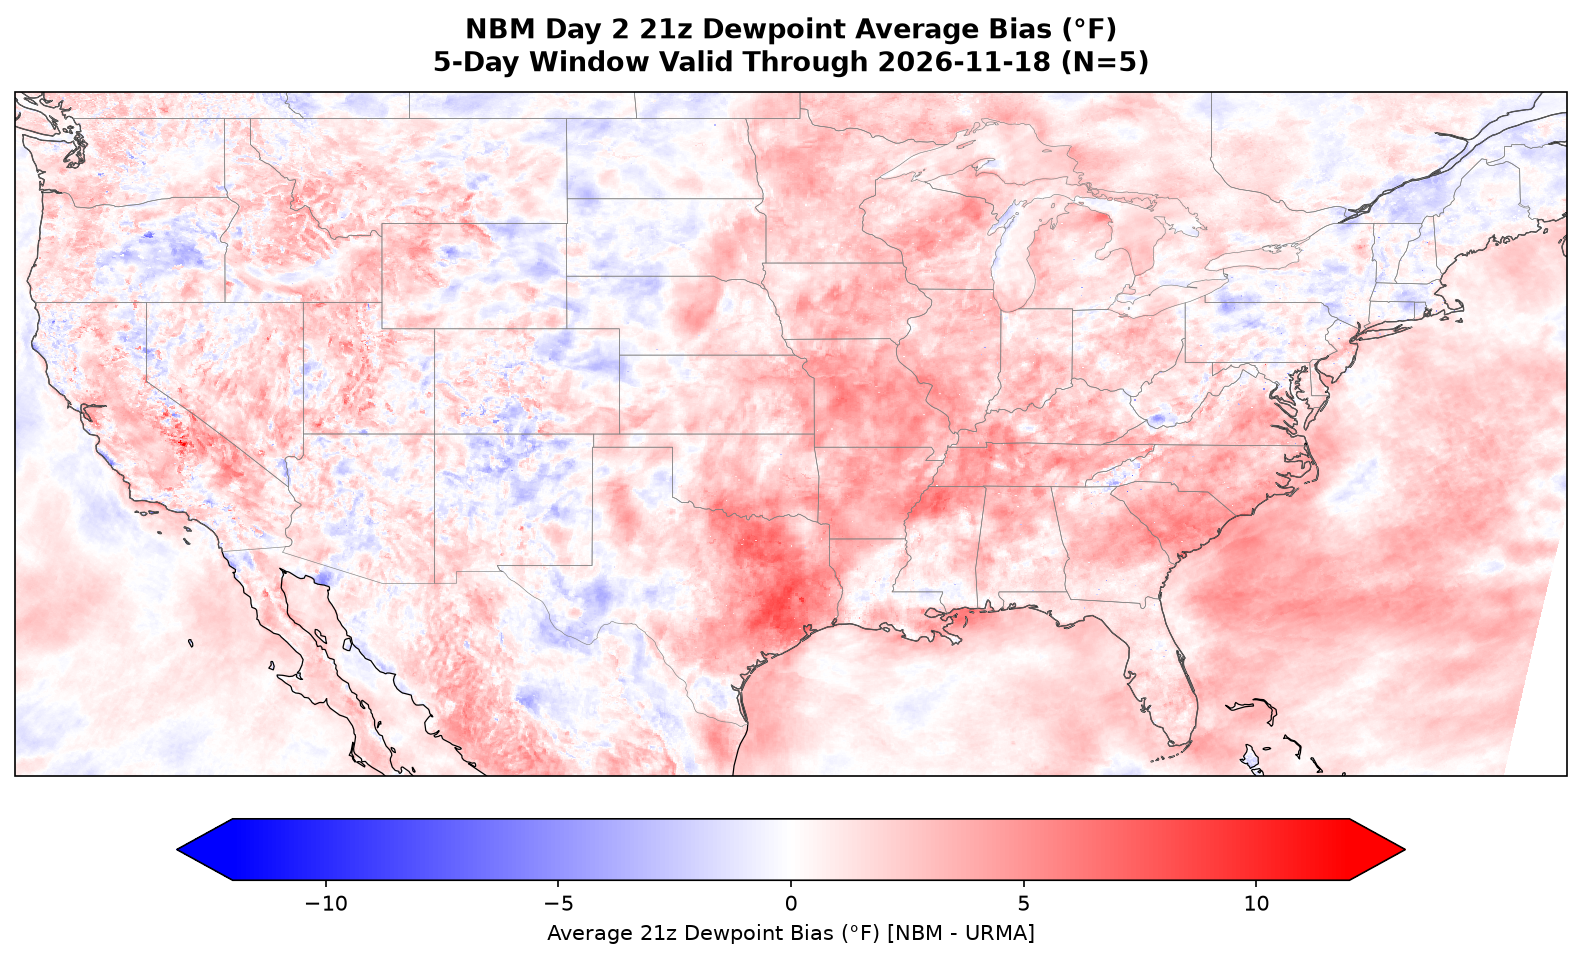 NBM Day 2 21z Dewpoint Average Bias (°F)
5-Day Window Valid Through 2026-11-18 (N=5)
−10 −5 0 5 10
Average 21z Dewpoint Bias (°F) [NBM - URMA]